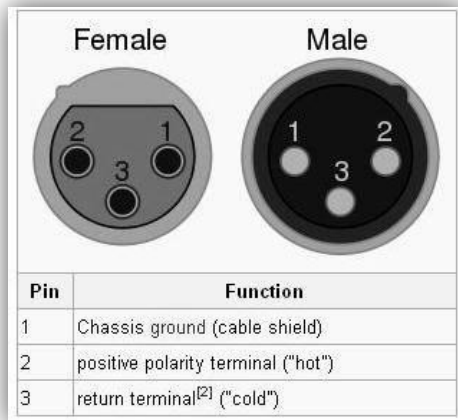 Female Male
2 1 1 2
3 3
Pin Function
1 Chassis ground (cable shield)
2 positive polarity terminal ("hot")
3 return terminal[2] ("cold")